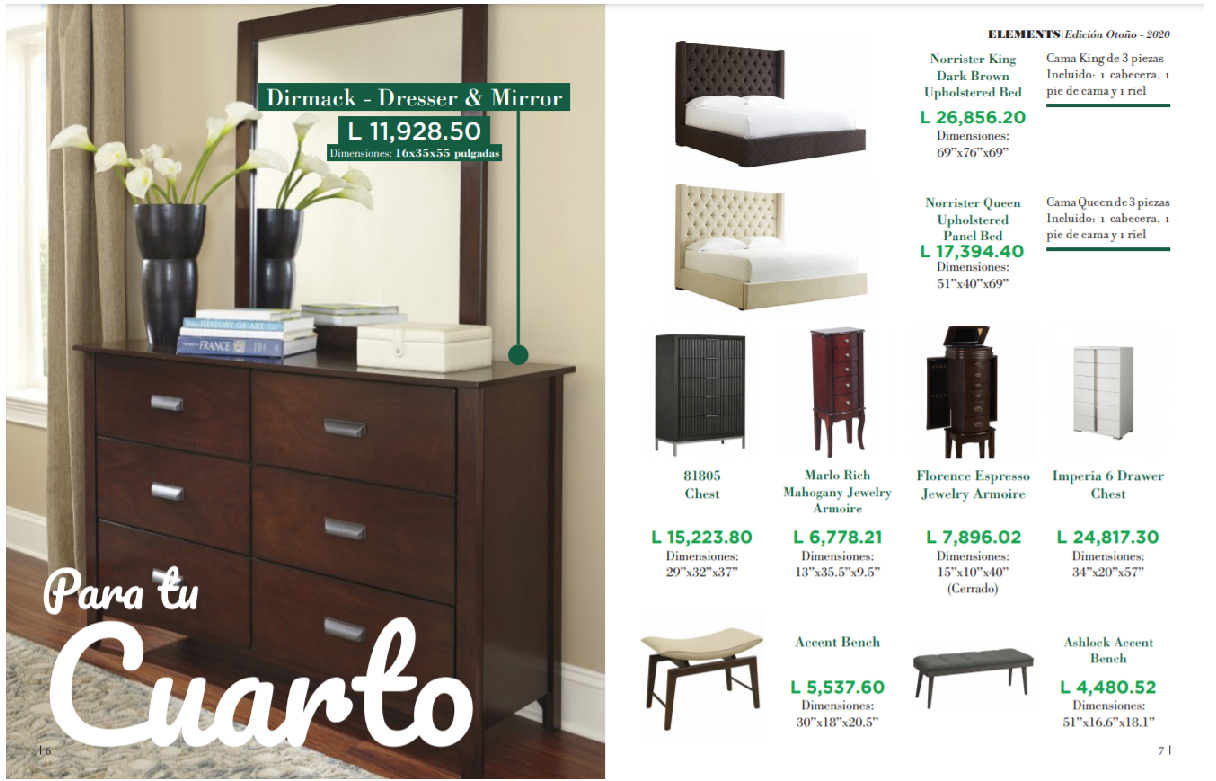 Dirmack - Dresser & Mirror
L 11,928.50
Dimensiones: 16x35x55 pulgadas
HISTORY OF ART
FRANCE
Para tu
Cuarto
| 6
ELEMENTS|Edición Otoño - 2020
Norrister King
Dark Brown
Upholstered Bed
L 26,856.20
Dimensiones:
69”x76”x69”
Cama King de 3 piezas
Incluido: 1 cabecera, 1
pie de cama y 1 riel
Norrister Queen
Upholstered
Panel Bed
L 17,394.40
Dimensiones:
51”x40”x69”
Cama Queen de 3 piezas
Incluido: 1 cabecera, 1
pie de cama y 1 riel
81805
Chest
L 15,223.80
Dimensiones:
29”x32”x37”
Marlo Rich
Mahogany Jewelry
Armoire
L 6,778.21
Dimensiones:
13”x35.5”x9.5”
Florence Espresso
Jewelry Armoire
L 7,896.02
Dimensiones:
15”x10”x40”
(Cerrado)
Imperia 6 Drawer
Chest
L 24,817.30
Dimensiones:
34”x20”x57”
Accent Bench
L 5,537.60
Dimensiones:
30”x18”x20.5”
Ashlock Accent
Bench
L 4,480.52
Dimensiones:
51”x16.6”x18.1”
7 |